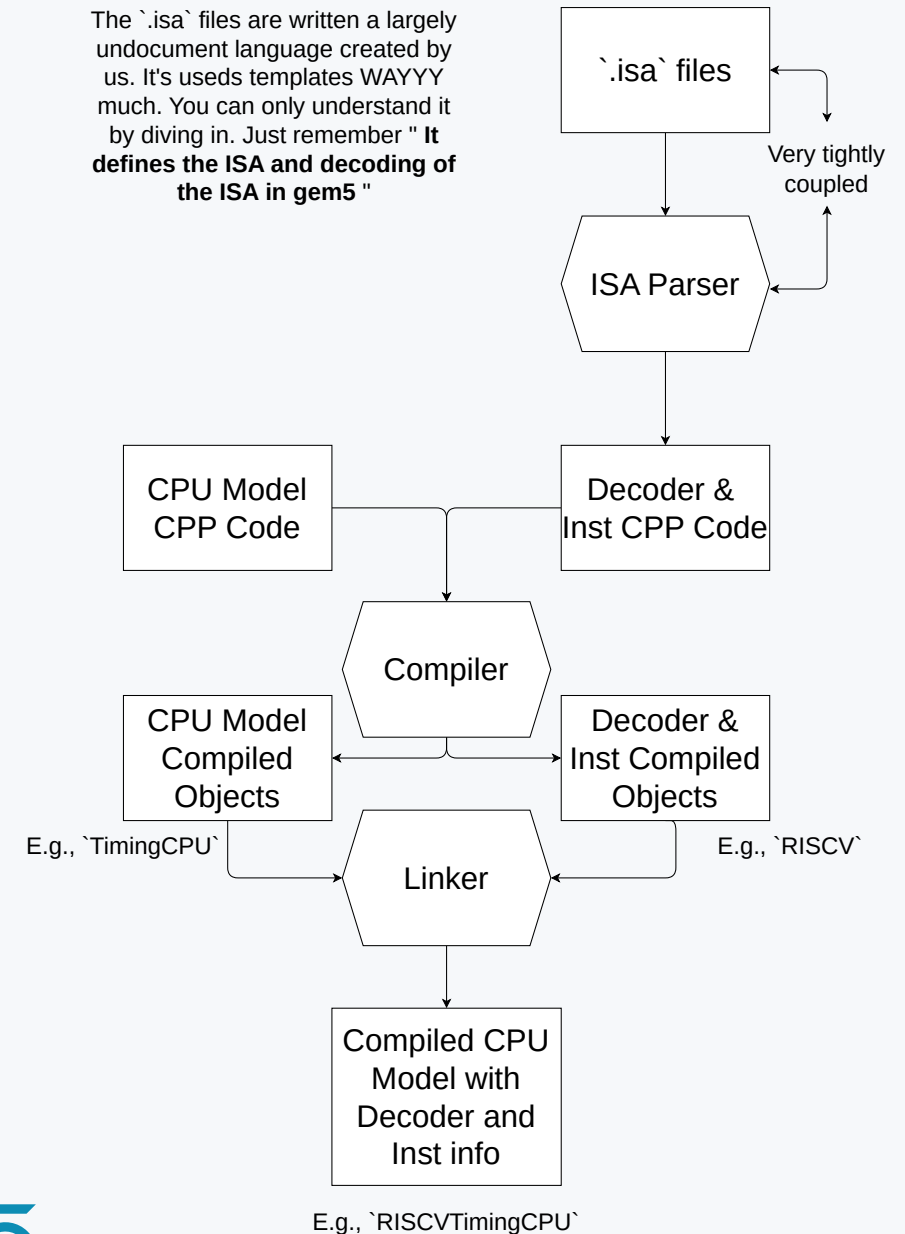 The `.isa` files are written a largely
undocument language created by
us. It's useds templates WAYYY
much. You can only understand it
by diving in. Just remember " It
defines the ISA and decoding of
the ISA in gem5 "
`.isa` files
Very tightly
coupled
ISA Parser
CPU Model
CPP Code
Decoder &
Inst CPP Code
Compiler
CPU Model
Compiled
Objects
Decoder &
Inst Compiled
Objects
E.g., `TimingCPU`
E.g., `RISCV`
Linker
Compiled CPU
Model with
Decoder and
Inst info
E.g., `RISCVTimingCPU`